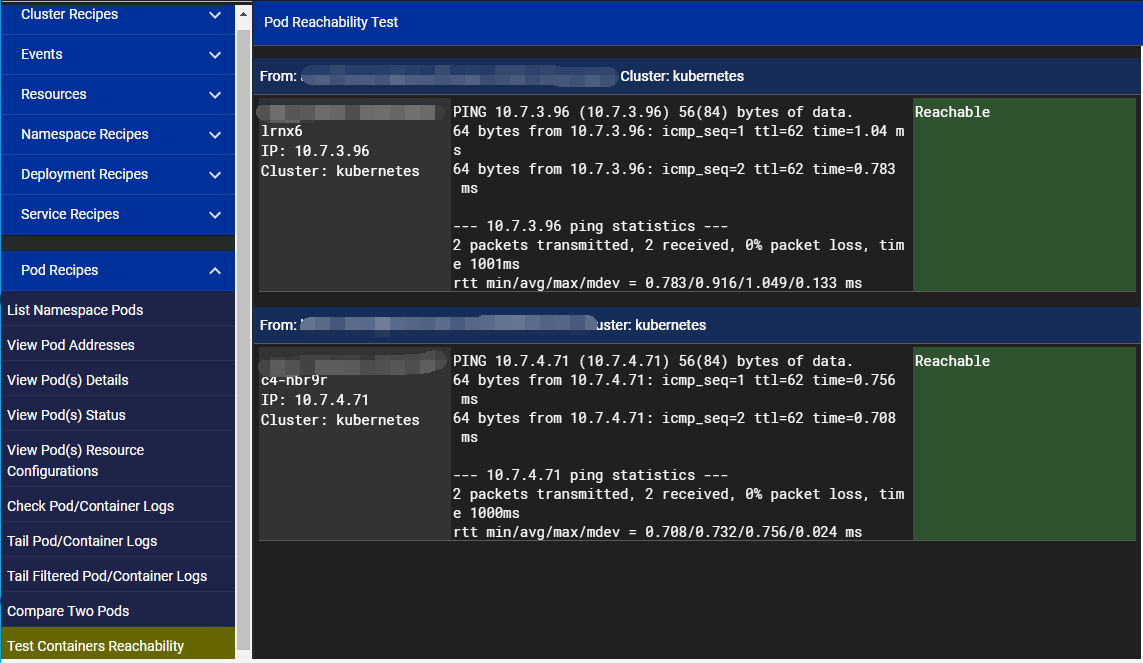 Cluster Recipes
Events
Resources
Namespace Recipes
Deployment Recipes
Service Recipes
Pod Recipes
List Namespace Pods
View Pod Addresses
View Pod(s) Details
View Pod(s) Status
View Pod(s) Resource
Configurations
Check Pod/Container Logs
Tail Pod/Container Logs
Tail Filtered Pod/Container Logs
Compare Two Pods
Test Containers Reachability
Pod Reachability Test
From: Cluster: kubernetes
lrnx6
IP: 10.7.3.96
Cluster: kubernetes
PING 10.7.3.96 (10.7.3.96) 56(84) bytes of data.
64 bytes from 10.7.3.96: icmp_seq=1 ttl=62 time=1.04 m
s
64 bytes from 10.7.3.96: icmp_seq=2 ttl=62 time=0.783
ms
--- 10.7.3.96 ping statistics ---
2 packets transmitted, 2 received, 0% packet loss, tim
e 1001ms
rtt min/avg/max/mdev = 0.783/0.916/1.049/0.133 ms
Reachable
From: uster: kubernetes
c4-nbr9r
IP: 10.7.4.71
Cluster: kubernetes
PING 10.7.4.71 (10.7.4.71) 56(84) bytes of data.
64 bytes from 10.7.4.71: icmp_seq=1 ttl=62 time=0.756
ms
64 bytes from 10.7.4.71: icmp_seq=2 ttl=62 time=0.708
ms
--- 10.7.4.71 ping statistics ---
2 packets transmitted, 2 received, 0% packet loss, tim
e 1000ms
rtt min/avg/max/mdev = 0.708/0.732/0.756/0.024 ms
Reachable